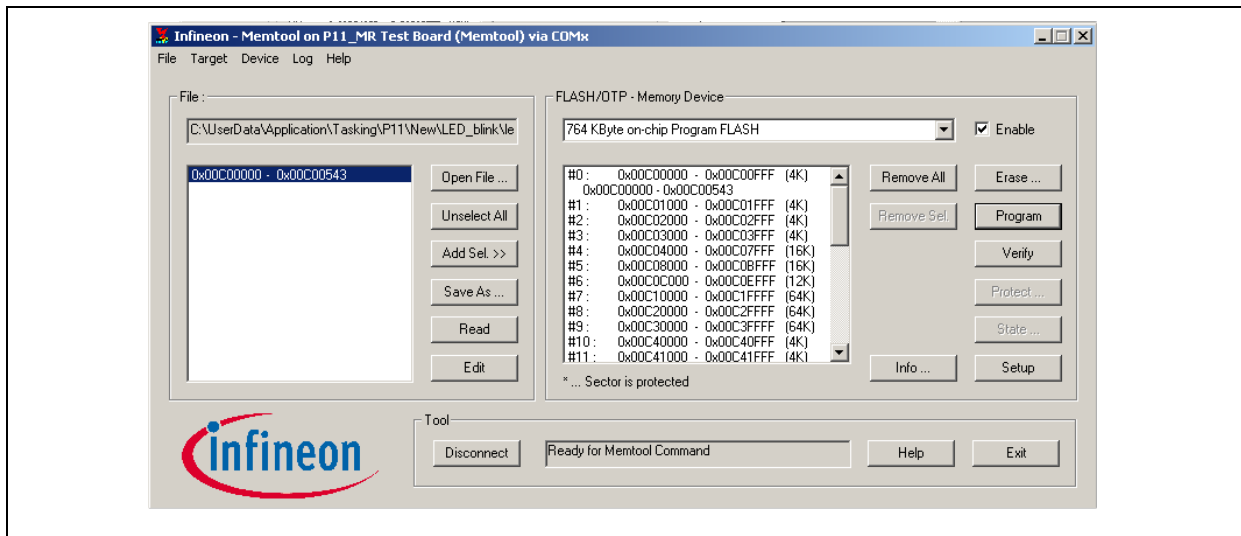 Infineon - Memtool on P11_MR Test Board (Memtool) via COMx
File Target Device Log Help
File :
C:\UserData\Application\Tasking\P11\New\LED_blink\le
0x00C00000 - 0x00C00543
Open File ...
Unselect All
Add Sel. >>
Save As ...
Read
Edit
FLASH/OTP - Memory Device
764 KByte on-chip Program FLASH
Enable
#0 : 0x00C00000 - 0x00C00FFF (4K)
0x00C00000 - 0x00C00543
#1 : 0x00C01000 - 0x00C01FFF (4K)
#2 : 0x00C02000 - 0x00C02FFF (4K)
#3 : 0x00C03000 - 0x00C03FFF (4K)
#4 : 0x00C04000 - 0x00C07FFF (16K)
#5 : 0x00C08000 - 0x00C0BFFF (16K)
#6 : 0x00C0C000 - 0x00C0EFFF (12K)
#7 : 0x00C10000 - 0x00C1FFFF (64K)
#8 : 0x00C20000 - 0x00C2FFFF (64K)
#9 : 0x00C30000 - 0x00C3FFFF (64K)
#10 : 0x00C40000 - 0x00C40FFF (4K)
#11 : 0x00C41000 - 0x00C41FFF (4K)
* ... Sector is protected
Remove All
Remove Sel.
Info ...
Erase ...
Program
Verify
Protect ...
State ...
Setup
infineon
Tool
Disconnect
Ready for Memtool Command
Help
Exit